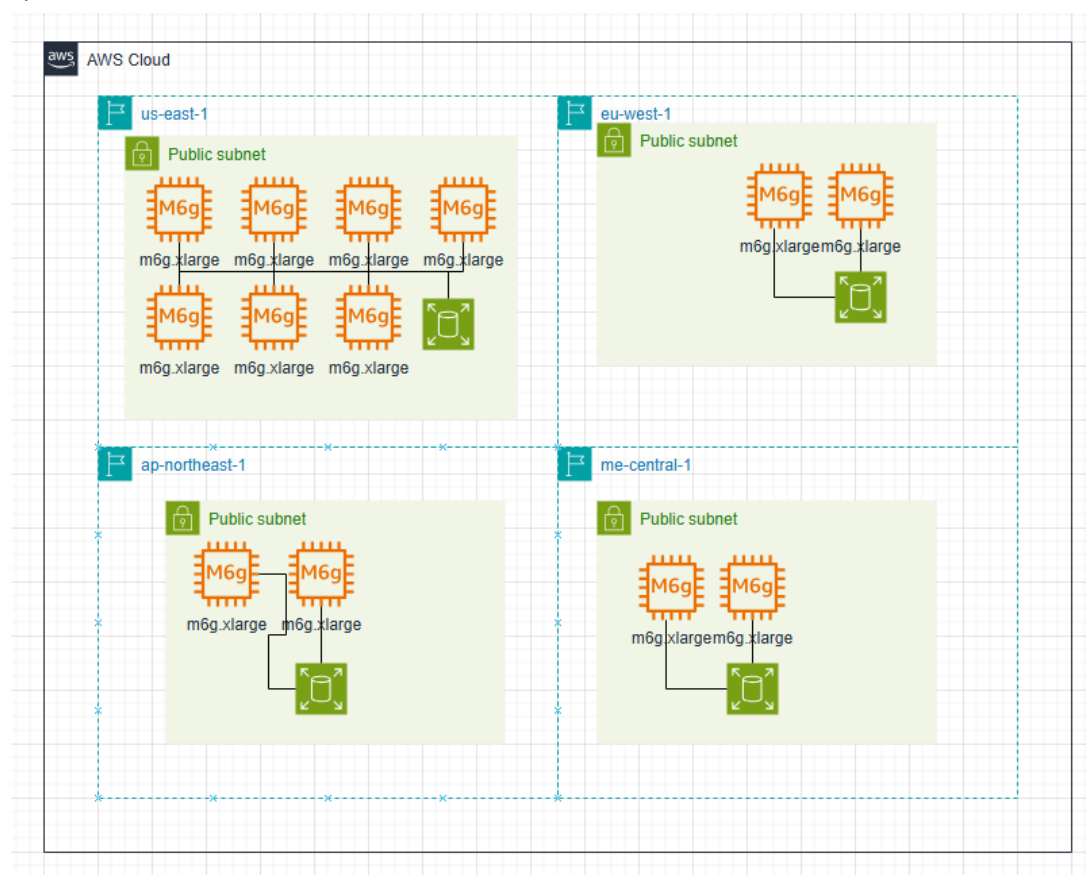 aws AWS Cloud
us-east-1
Public subnet
M6g M6g M6g M6g
m6g.xlarge m6g.xlarge m6g.xlarge m6g.xlarge
M6g M6g M6g
m6g.xlarge m6g.xlarge m6g.xlarge
eu-west-1
Public subnet
M6g M6g
m6g.xlarge m6g.xlarge
ap-northeast-1
Public subnet
M6g M6g
m6g.xlarge m6g.xlarge
me-central-1
Public subnet
M6g M6g
m6g.xlarge m6g.xlarge